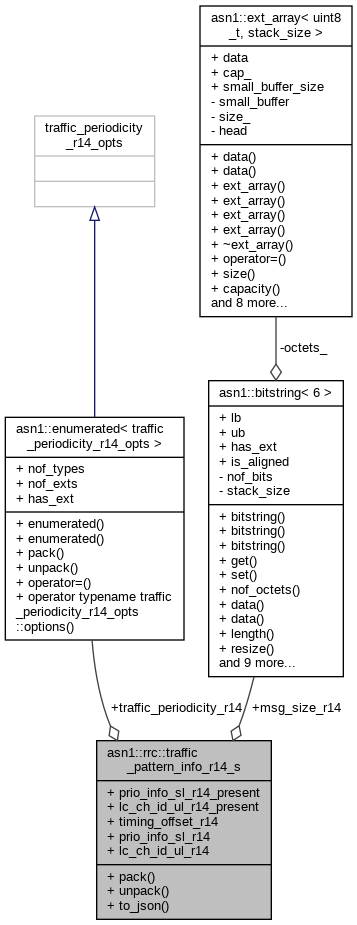 asn1::ext_array< uint8
_t, stack_size >
+ data
+ cap_
+ small_buffer_size
- small_buffer
- size_
- head
+ data()
+ data()
+ ext_array()
+ ext_array()
+ ext_array()
+ ext_array()
+ ~ext_array()
+ operator=()
+ size()
+ capacity()
and 8 more...
traffic_periodicity
_r14_opts
-octets_
asn1::bitstring< 6 >
+ lb
+ ub
+ has_ext
+ is_aligned
- nof_bits
- stack_size
+ bitstring()
+ bitstring()
+ bitstring()
+ get()
+ set()
+ nof_octets()
+ data()
+ data()
+ length()
+ resize()
and 9 more...
asn1::enumerated< traffic
_periodicity_r14_opts >
+ nof_types
+ nof_exts
+ has_ext
+ enumerated()
+ enumerated()
+ pack()
+ unpack()
+ operator=()
+ operator typename traffic
_periodicity_r14_opts
::options()
+traffic_periodicity_r14
+msg_size_r14
asn1::rrc::traffic
_pattern_info_r14_s
+ prio_info_sl_r14_present
+ lc_ch_id_ul_r14_present
+ timing_offset_r14
+ prio_info_sl_r14
+ lc_ch_id_ul_r14
+ pack()
+ unpack()
+ to_json()